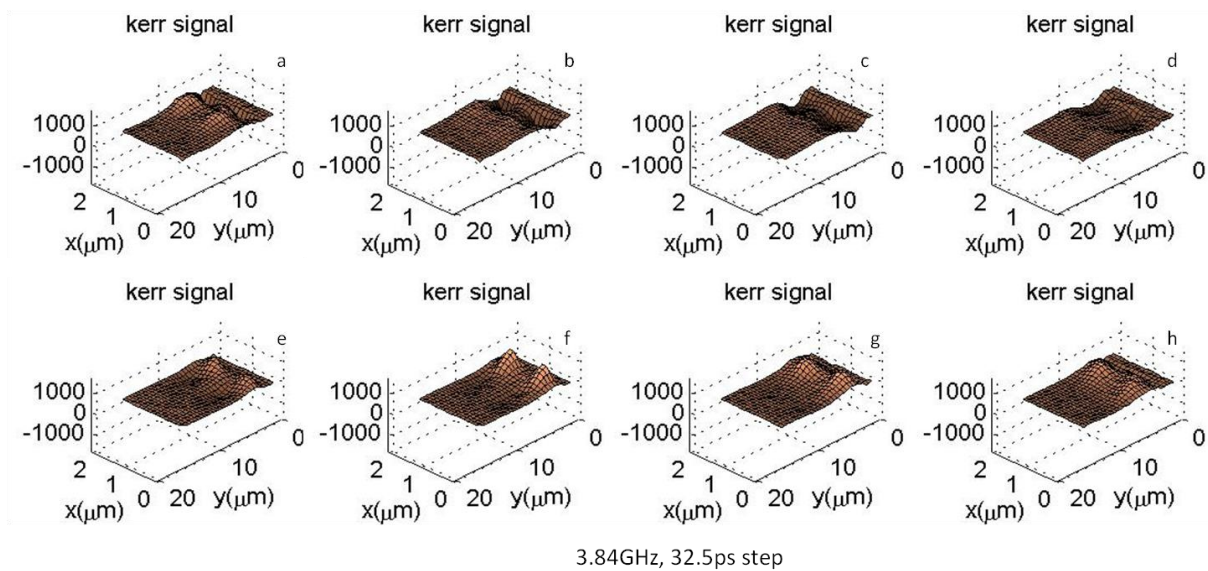 kerr signal kerr signal kerr signal kerr signal
a b c d
1000 1000 1000 1000
0 0 0 0
-1000 -1000 -1000 -1000
0 0 0 0
2 10 2 10 2 10 2 10
1 1 1 1
x(μm) 0 20 y(μm) x(μm) 0 20 y(μm) x(μm) 0 20 y(μm) x(μm) 0 20 y(μm)
kerr signal kerr signal kerr signal kerr signal
e f g h
1000 1000 1000 1000
0 0 0 0
-1000 -1000 -1000 -1000
0 0 0 0
2 10 2 10 2 10 2 10
1 1 1 1
x(μm) 0 20 y(μm) x(μm) 0 20 y(μm) x(μm) 0 20 y(μm) x(μm) 0 20 y(μm)
3.84GHz, 32.5ps step